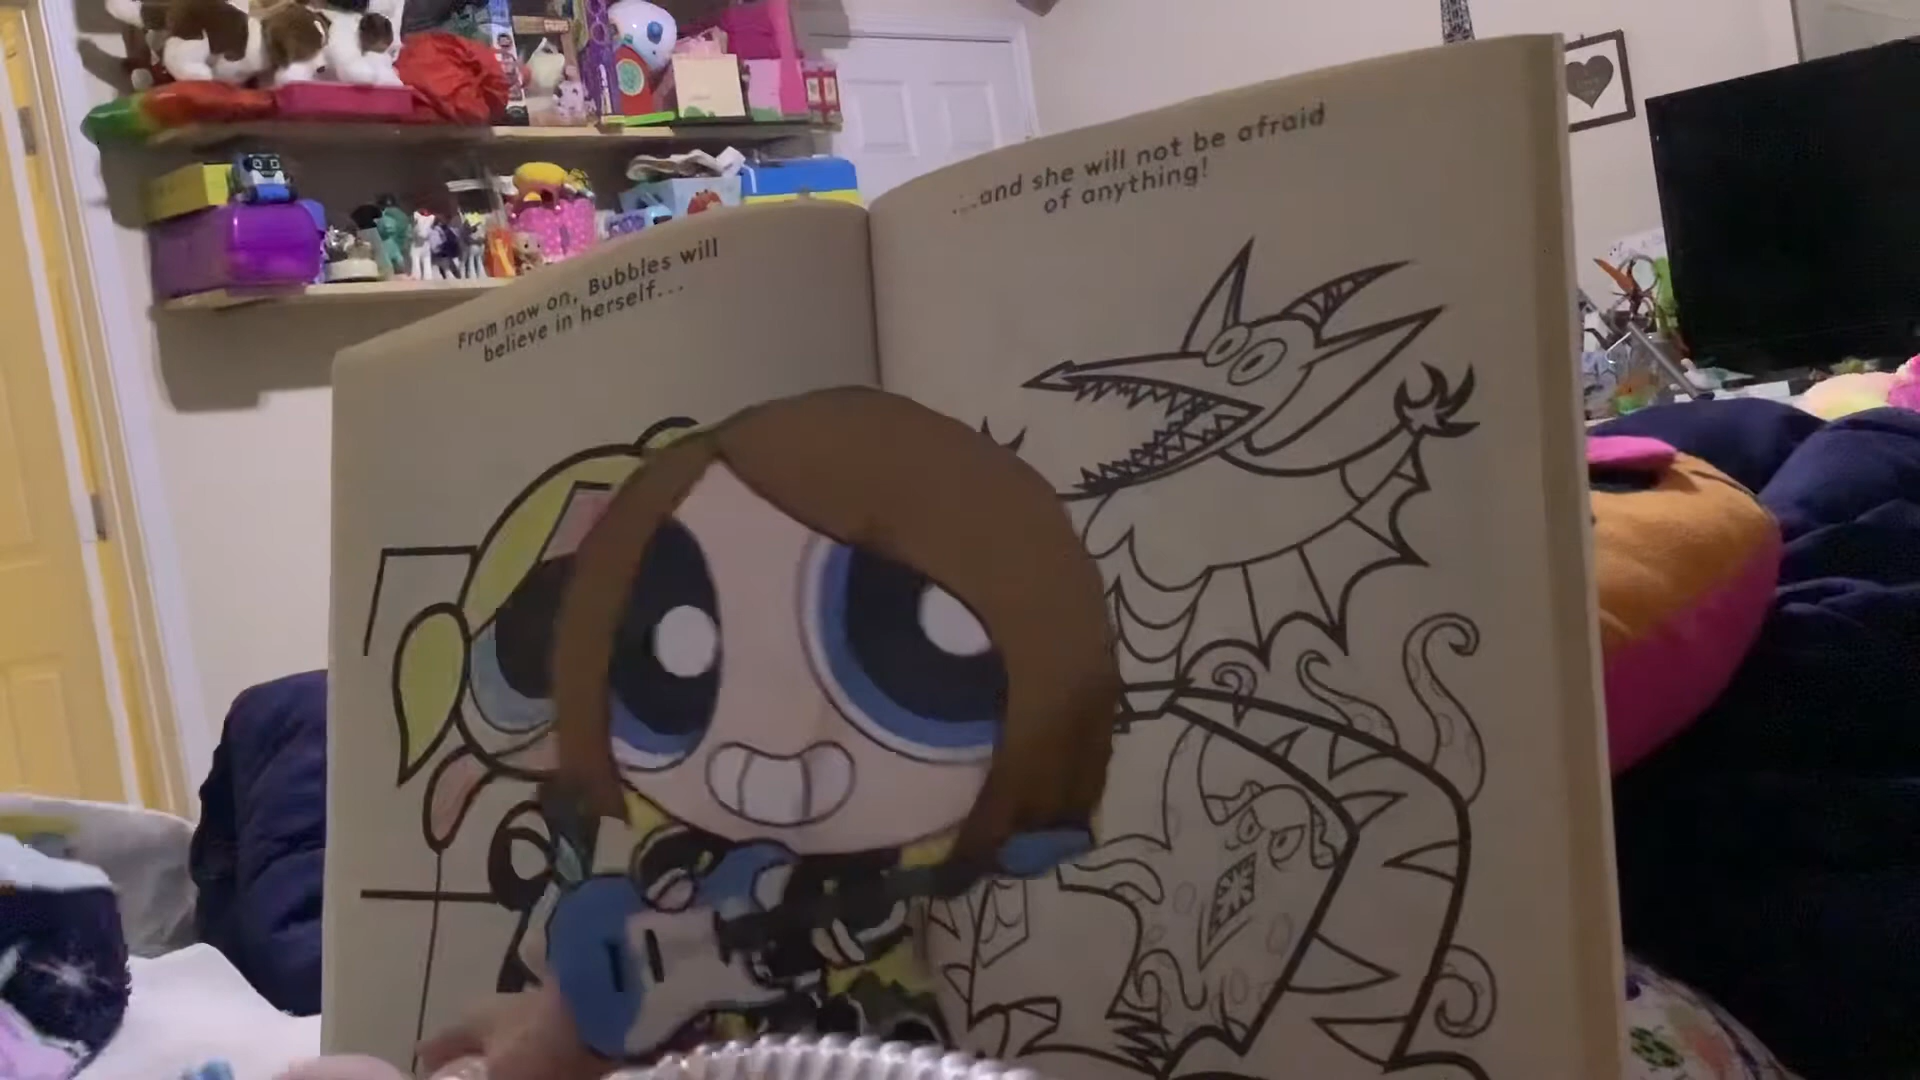 From now on, Bubbles will
believe in herself...
...and she will not be afraid
of anything!